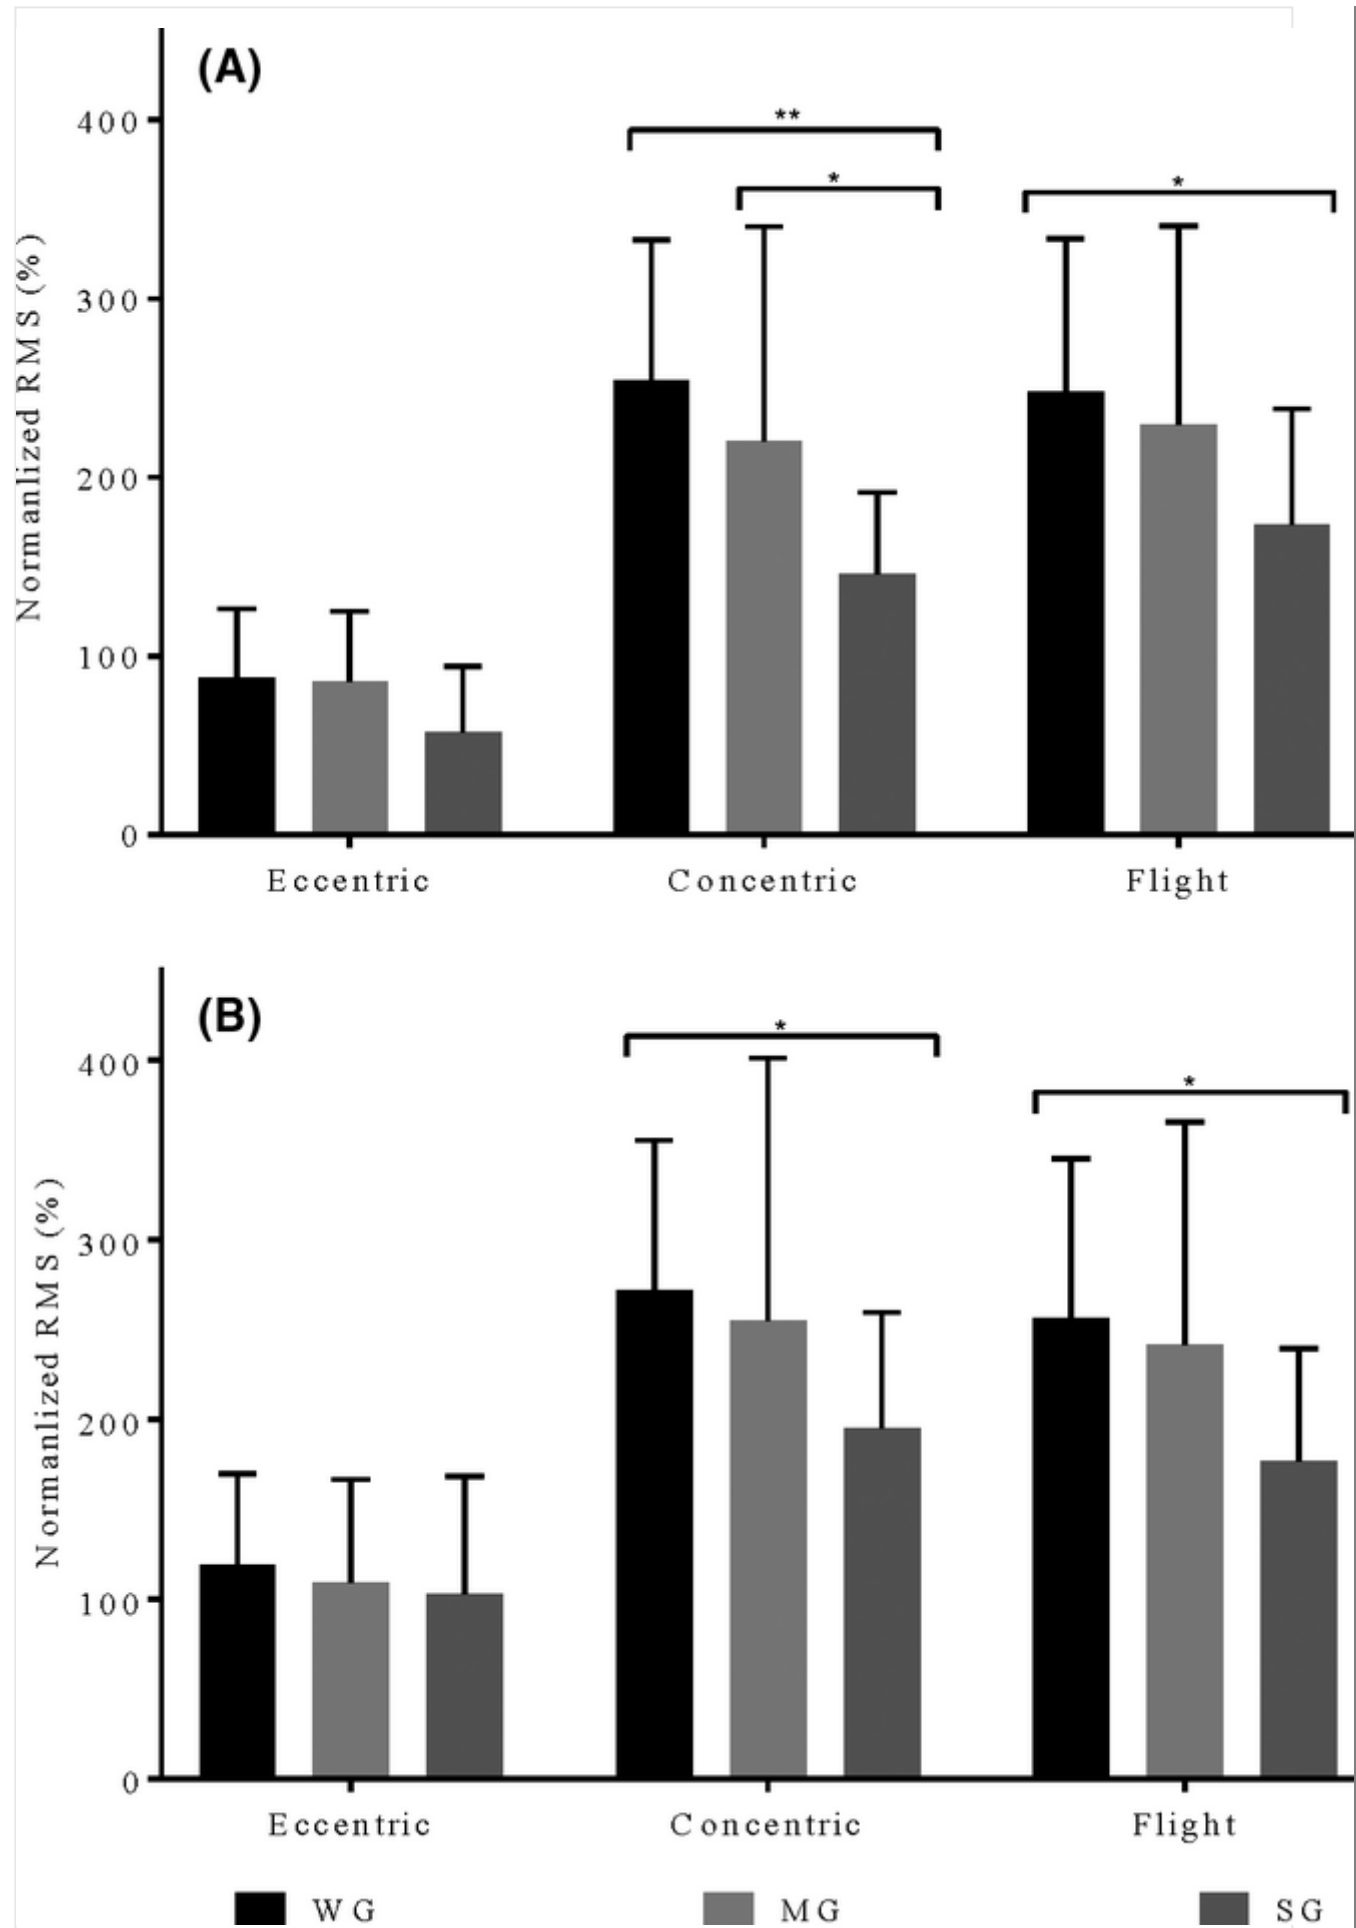 (A)
Normanlized RMS (%)
400
300
200
100
0
**
*
*
Eccentric Concentric Flight
(B)
Normanlized RMS (%)
400
300
200
100
0
*
*
Eccentric Concentric Flight
WG MG SG